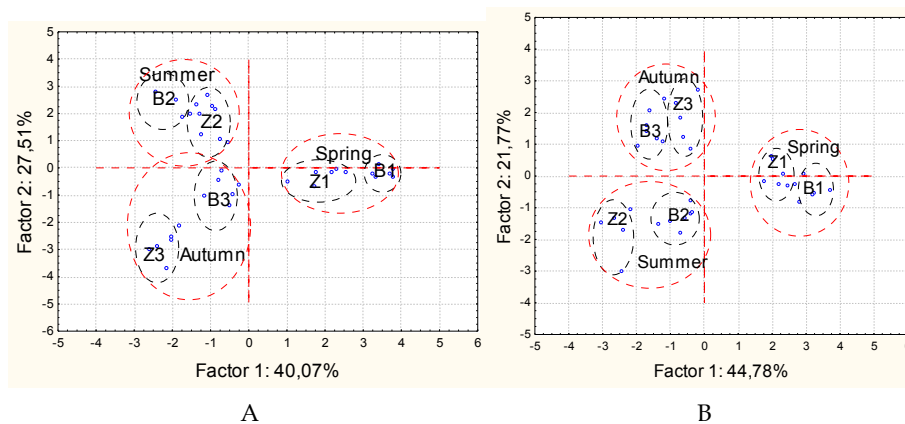 5
4
3
2
1
0
-1
-2
-3
-4
-5
-6
Factor 2: 27,51%
Summer
B2
Z2
Spring
Z1
B1
B3
Z3
Autumn
-5 -4 -3 -2 -1 0 1 2 3 4 5 6
Factor 1: 40,07%
A
5
4
3
2
1
0
-1
-2
-3
-4
-5
Factor 2: 21,77%
Autumn
Z3
B3
Spring
Z1
B1
Z2
B2
Summer
-5 -4 -3 -2 -1 0 1 2 3 4 5
Factor 1: 44,78%
B